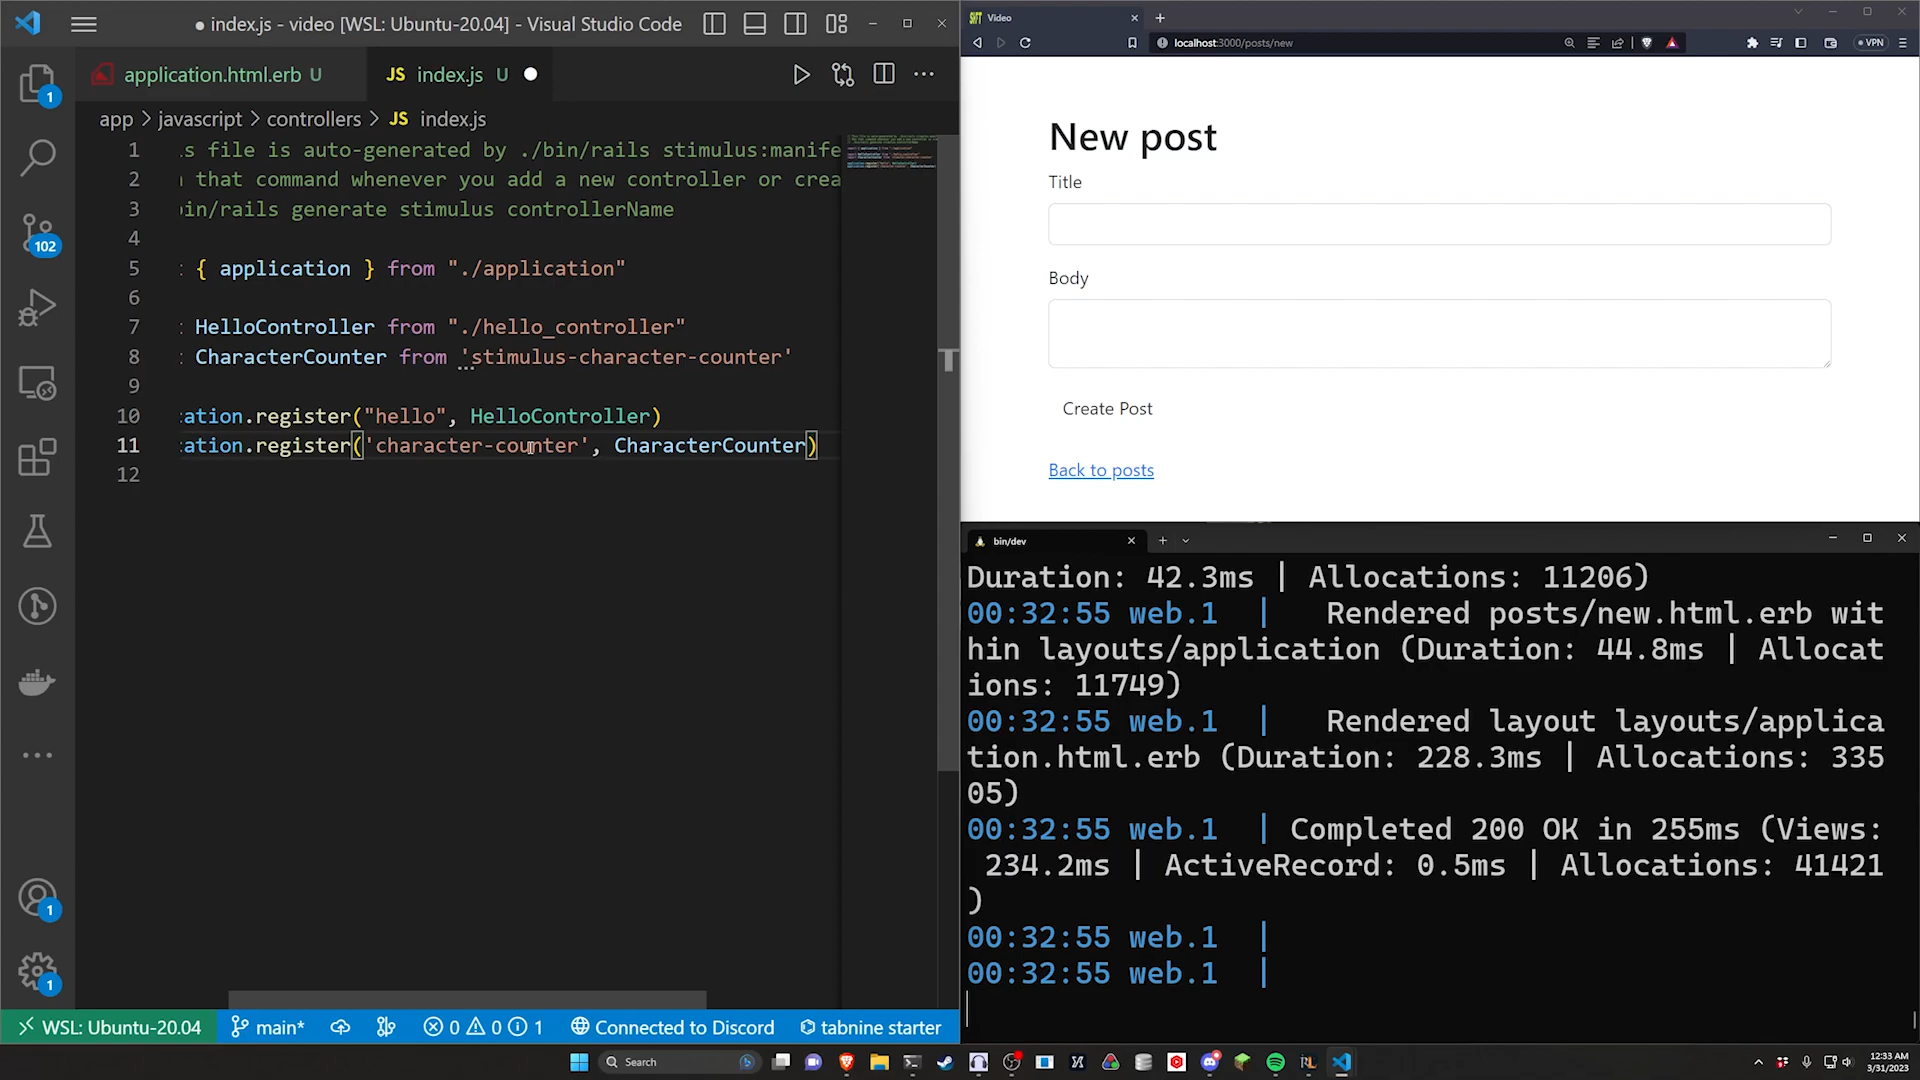 index.js - video [WSL: Ubuntu-20.04] - Visual Studio Code
application.html.erb U
JS index.js U
app > javascript > controllers > JS index.js
1 s file is auto-generated by ./bin/rails stimulus:manife
2 that command whenever you add a new controller or crea
3 in/rails generate stimulus controllerName
4
5 : { application } from "./application"
6
7 : HelloController from "./hello_controller"
8 : CharacterCounter from 'stimulus-character-counter'
9
10 :ation.register("hello", HelloController)
11 :ation.register('character-counter', CharacterCounter)
12
1
102
1
1
WSL: Ubuntu-20.04 main* 0 0 1 Connected to Discord tabnine starter
Video
localhost:3000/posts/new
VPN
New post
Title
Body
Create Post
Back to posts
bin/dev
Duration: 42.3ms | Allocations: 11206)
00:32:55 web.1 | Rendered posts/new.html.erb wit
hin layouts/application (Duration: 44.8ms | Allocat
ions: 11749)
00:32:55 web.1 | Rendered layout layouts/applica
tion.html.erb (Duration: 228.3ms | Allocations: 335
05)
00:32:55 web.1 | Completed 200 OK in 255ms (Views:
234.2ms | ActiveRecord: 0.5ms | Allocations: 41421
)
00:32:55 web.1 |
00:32:55 web.1 |
Search
12:33 AM
3/31/2023